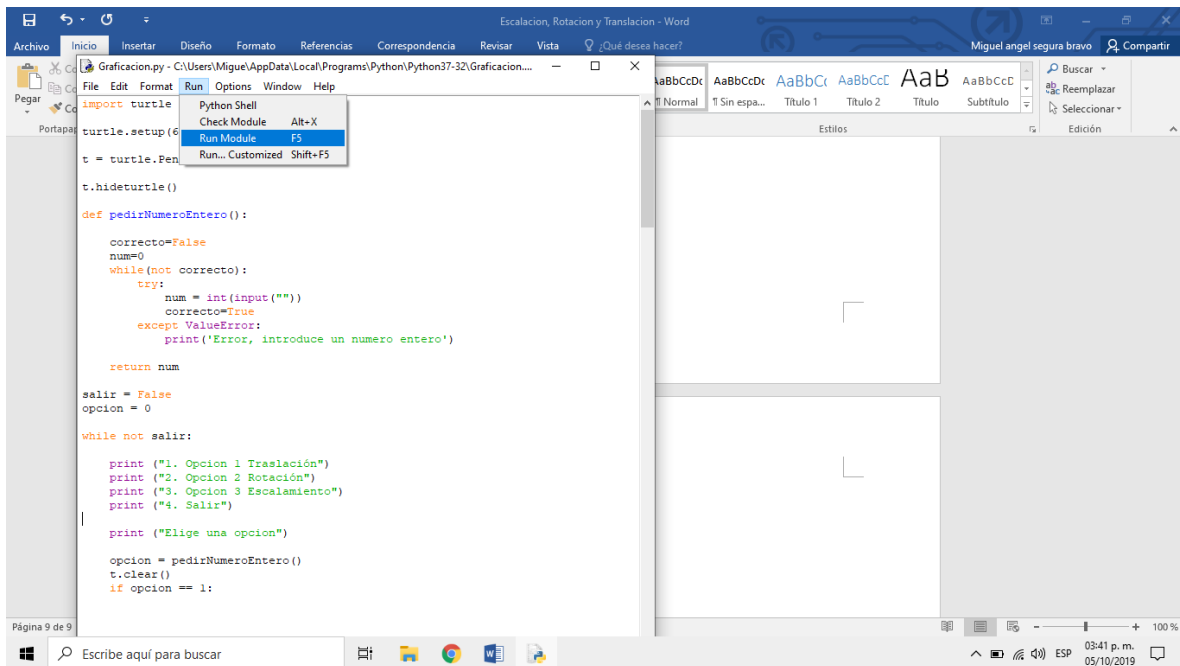 Escalacion, Rotacion y Translacion - Word
Archivo Inicio Insertar Diseño Formato Referencias Correspondencia Revisar Vista ¿Qué desea hacer? Miguel angel segura bravo Compartir
Graficacion.py - C:\Users\Migue\AppData\Local\Programs\Python\Python37-32\Graficacion....
File Edit Format Run Options Window Help
Pegar
Portapap
AaBbCcDc AaBbCcDc AaBbC( AaBbCcE AaB AaBbCcD
¶ Normal ¶ Sin espa... Título 1 Título 2 Título Subtítulo
Estilos
Buscar
Reemplazar
Seleccionar
Edición
Python Shell
Check Module Alt+X
Run Module F5
Run... Customized Shift+F5
import turtle
turtle.setup(6
t = turtle.Pen
t.hideturtle()
def pedirNumeroEntero():
correcto=False
num=0
while(not correcto):
try:
num = int(input(""))
correcto=True
except ValueError:
print('Error, introduce un numero entero')
return num
salir = False
opcion = 0
while not salir:
print ("1. Opcion 1 Traslación")
print ("2. Opcion 2 Rotación")
print ("3. Opcion 3 Escalamiento")
print ("4. Salir")
print ("Elige una opcion")
opcion = pedirNumeroEntero()
t.clear()
if opcion == 1:
Página 9 de 9
100 %
Escribe aquí para buscar
ESP
03:41 p. m.
05/10/2019